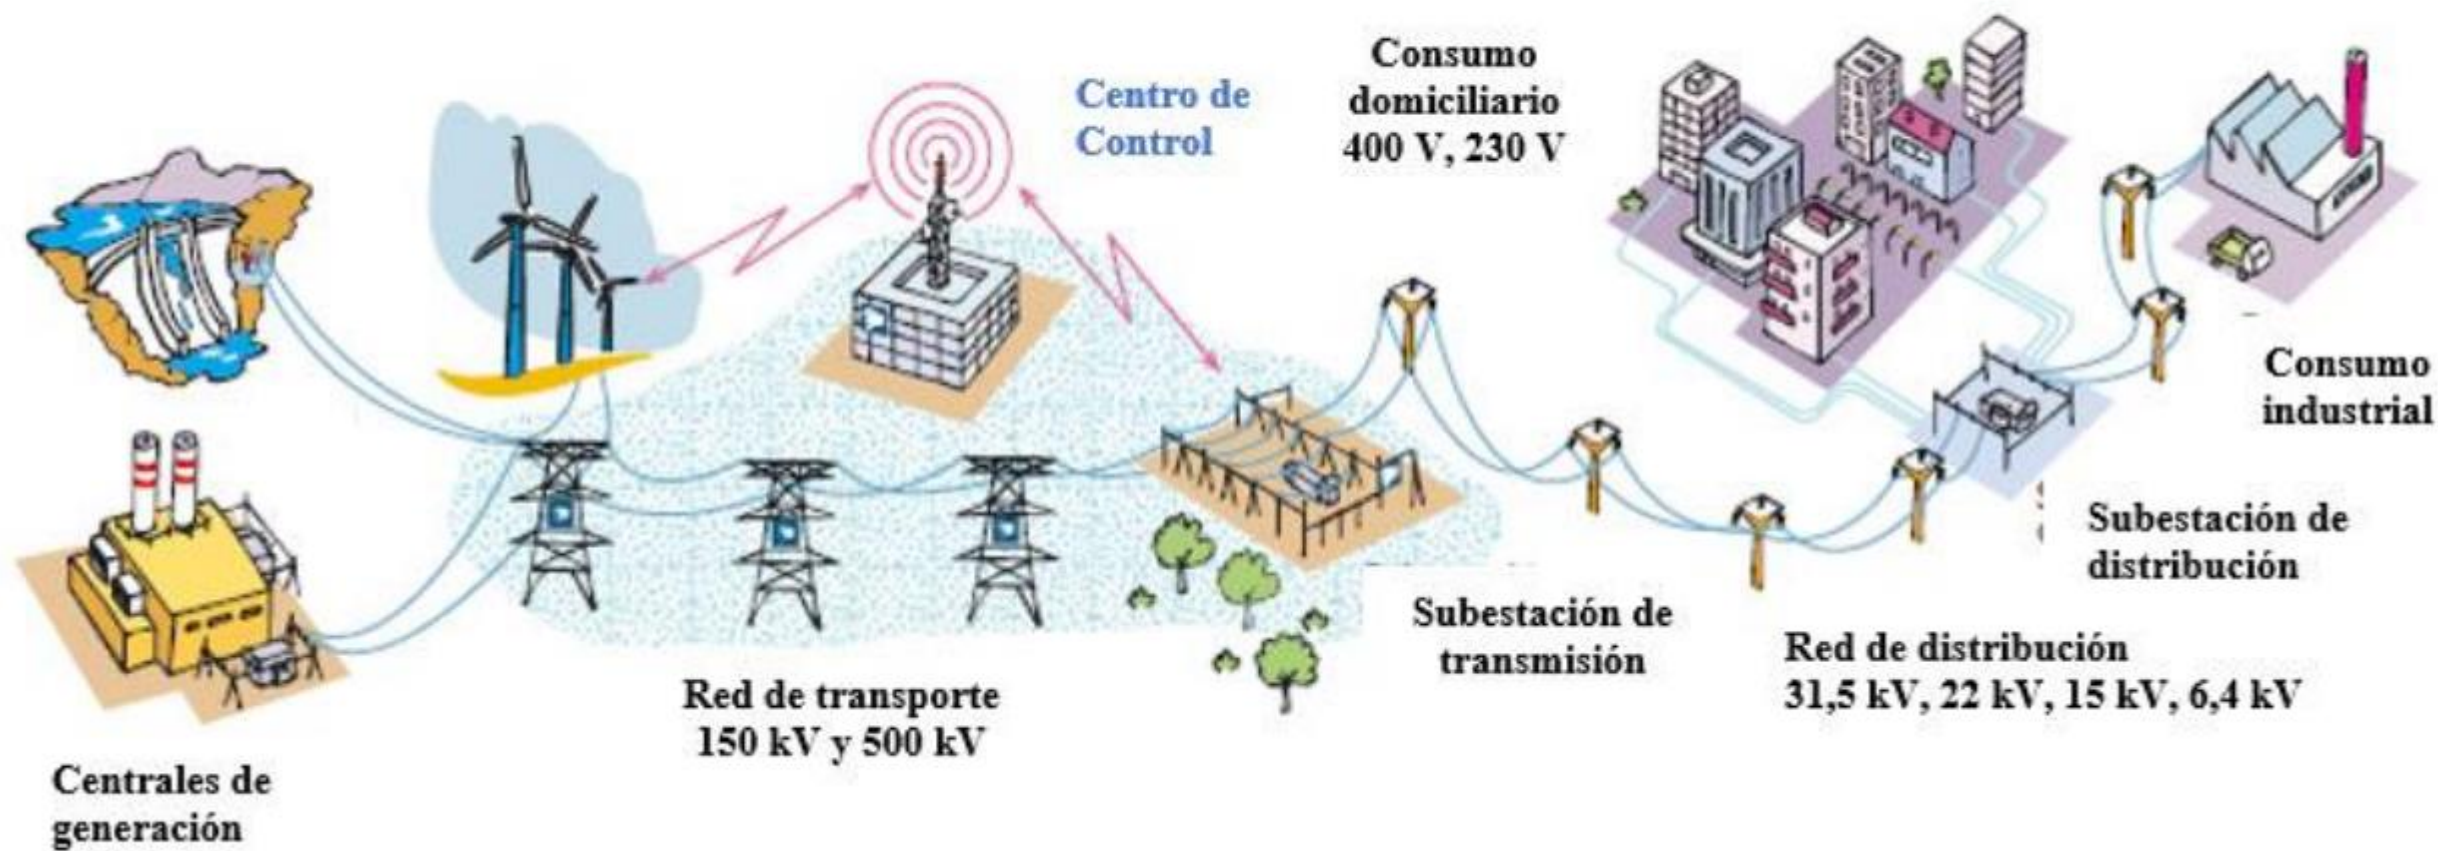 Centro de
Control
Consumo
domiciliario
400 V, 230 V
Consumo
industrial
Subestación de
distribución
Subestación de
transmisión
Red de distribución
31,5 kV, 22 kV, 15 kV, 6,4 kV
Red de transporte
150 kV y 500 kV
Centrales de
generación